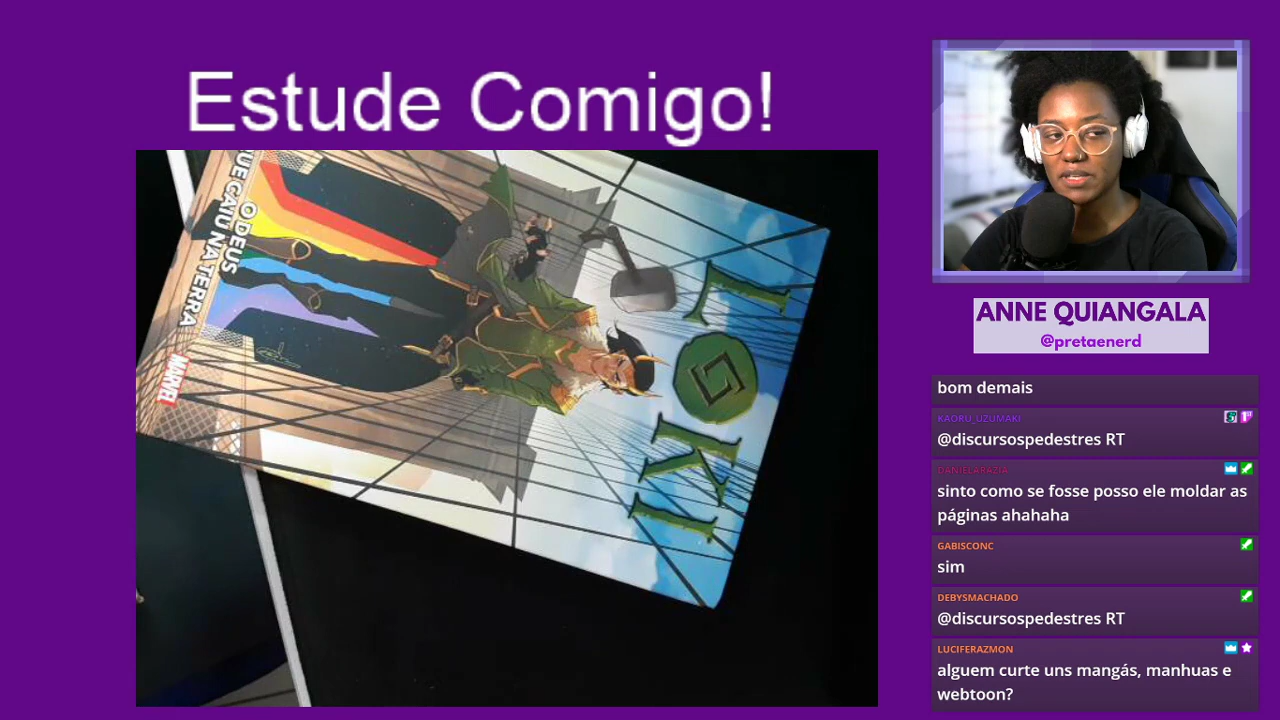 Estude Comigo!
O DEUS
QUE CAIU NA TERRA
MARVEL
LOKI
ANNE QUIANGALA
@pretaenerd
bom demais
KAORU_UZUMAKI
@discursospedestres RT
DANIELARAZIA
sinto como se fosse posso ele moldar as
páginas ahahaha
GABISCONC
sim
DEBYSMACHADO
@discursospedestres RT
LUCIFERAZMON
alguem curte uns mangás, manhuas e
webtoon?